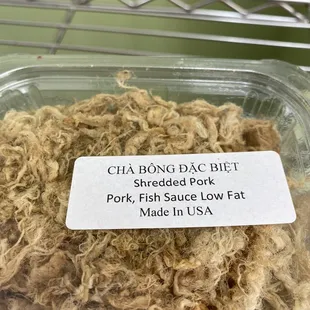 CHÀ BÔNG ĐẶC BIỆT
Shredded Pork
Pork, Fish Sauce Low Fat
Made In USA